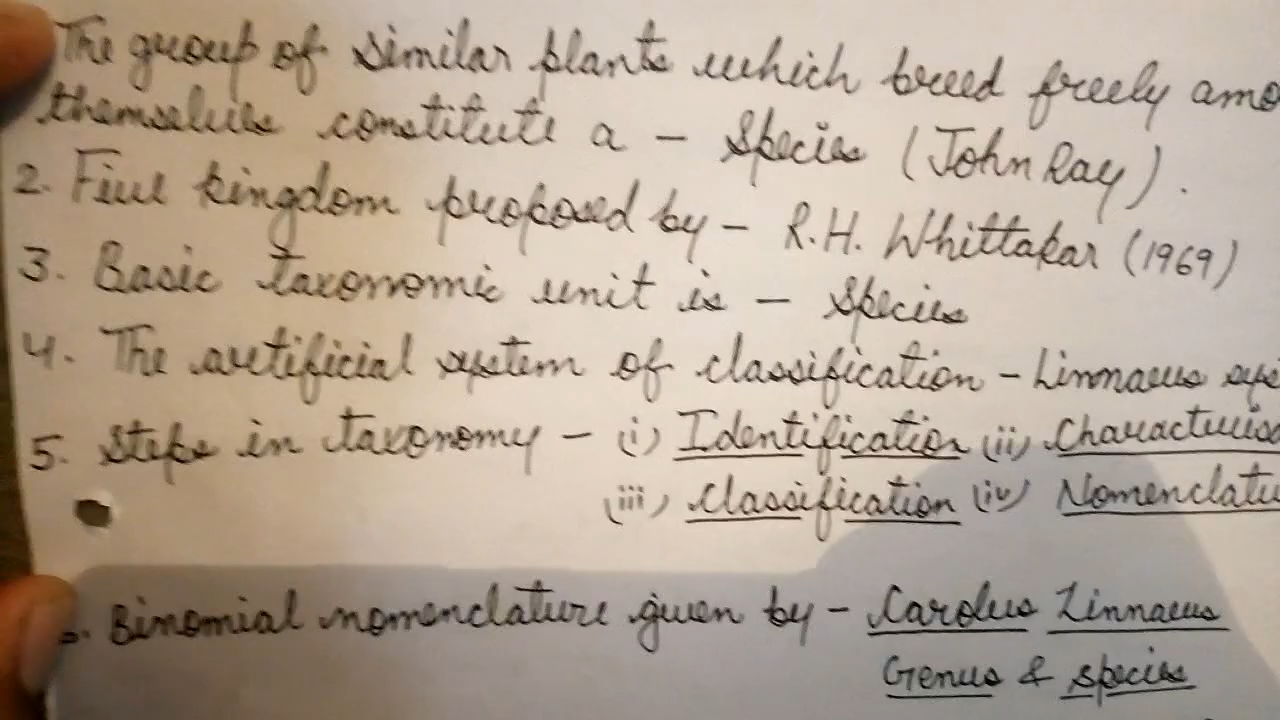 The group of similar plants which breed freely amo
themselves constitute a - species (John Ray).
2. Five kingdom proposed by - R.H. Whittakar (1969)
3. Basic taxonomic unit is - species
4. The artificial system of classification - Linnaeus sys
5. Steps in taxonomy - (i) Identification (ii) Characteris
(iii) Classification (iv) Nomenclatu
Binomial nomenclature given by - Carolus Linnaeus
Genus & species